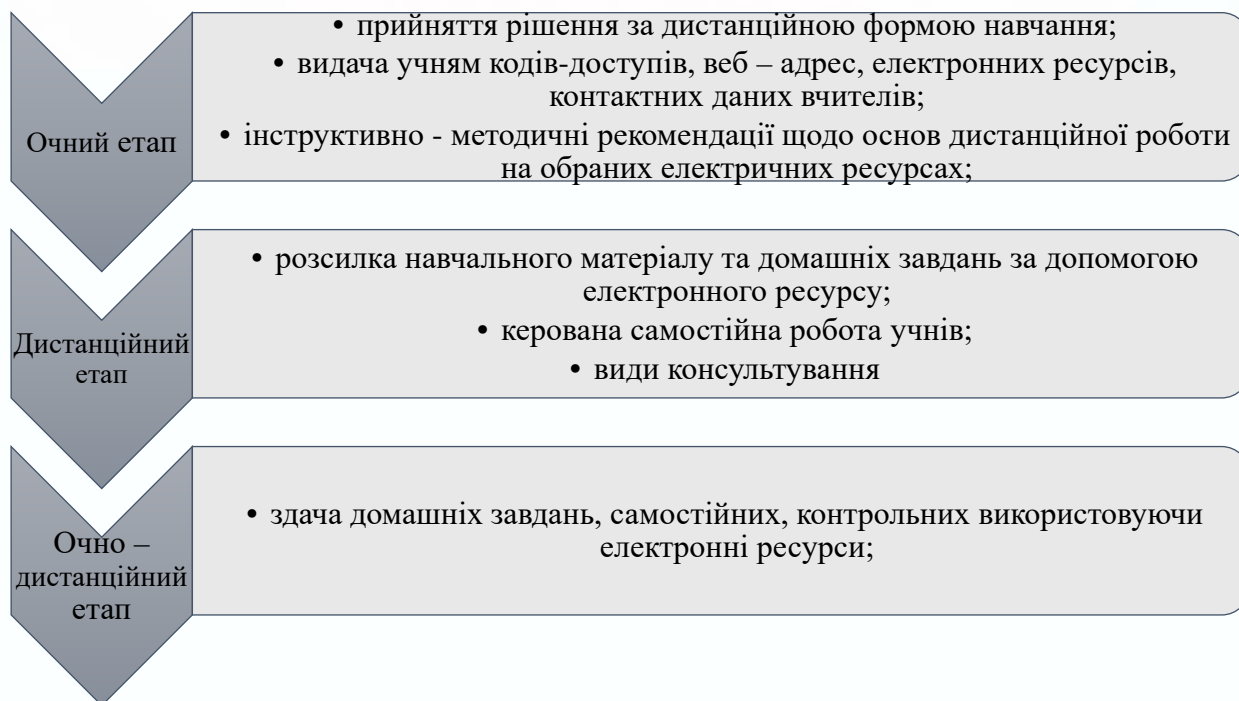 Очний етап
• прийняття рішення за дистанційною формою навчання;
• видача учням кодів-доступів, веб – адрес, електронних ресурсів,
контактних даних вчителів;
• інструктивно - методичні рекомендації щодо основ дистанційної роботи
на обраних електричних ресурсах;
Дистанційний
етап
• розсилка навчального матеріалу та домашніх завдань за допомогою
електронного ресурсу;
• керована самостійна робота учнів;
• види консультування
Очно –
дистанційний
етап
• здача домашніх завдань, самостійних, контрольних використовуючи
електронні ресурси;